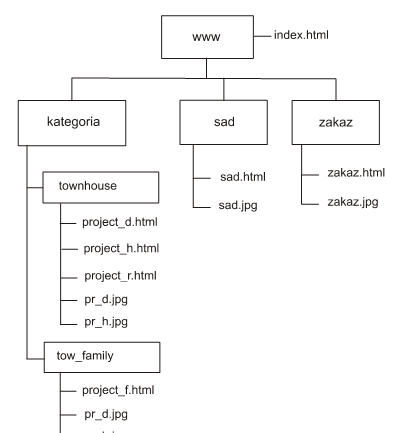 www
index.html
kategoria
sad
zakaz
townhouse
project_d.html
project_h.html
project_r.html
pr_d.jpg
pr_h.jpg
tow_family
project_f.html
pr_d.jpg
sad.html
sad.jpg
zakaz.html
zakaz.jpg